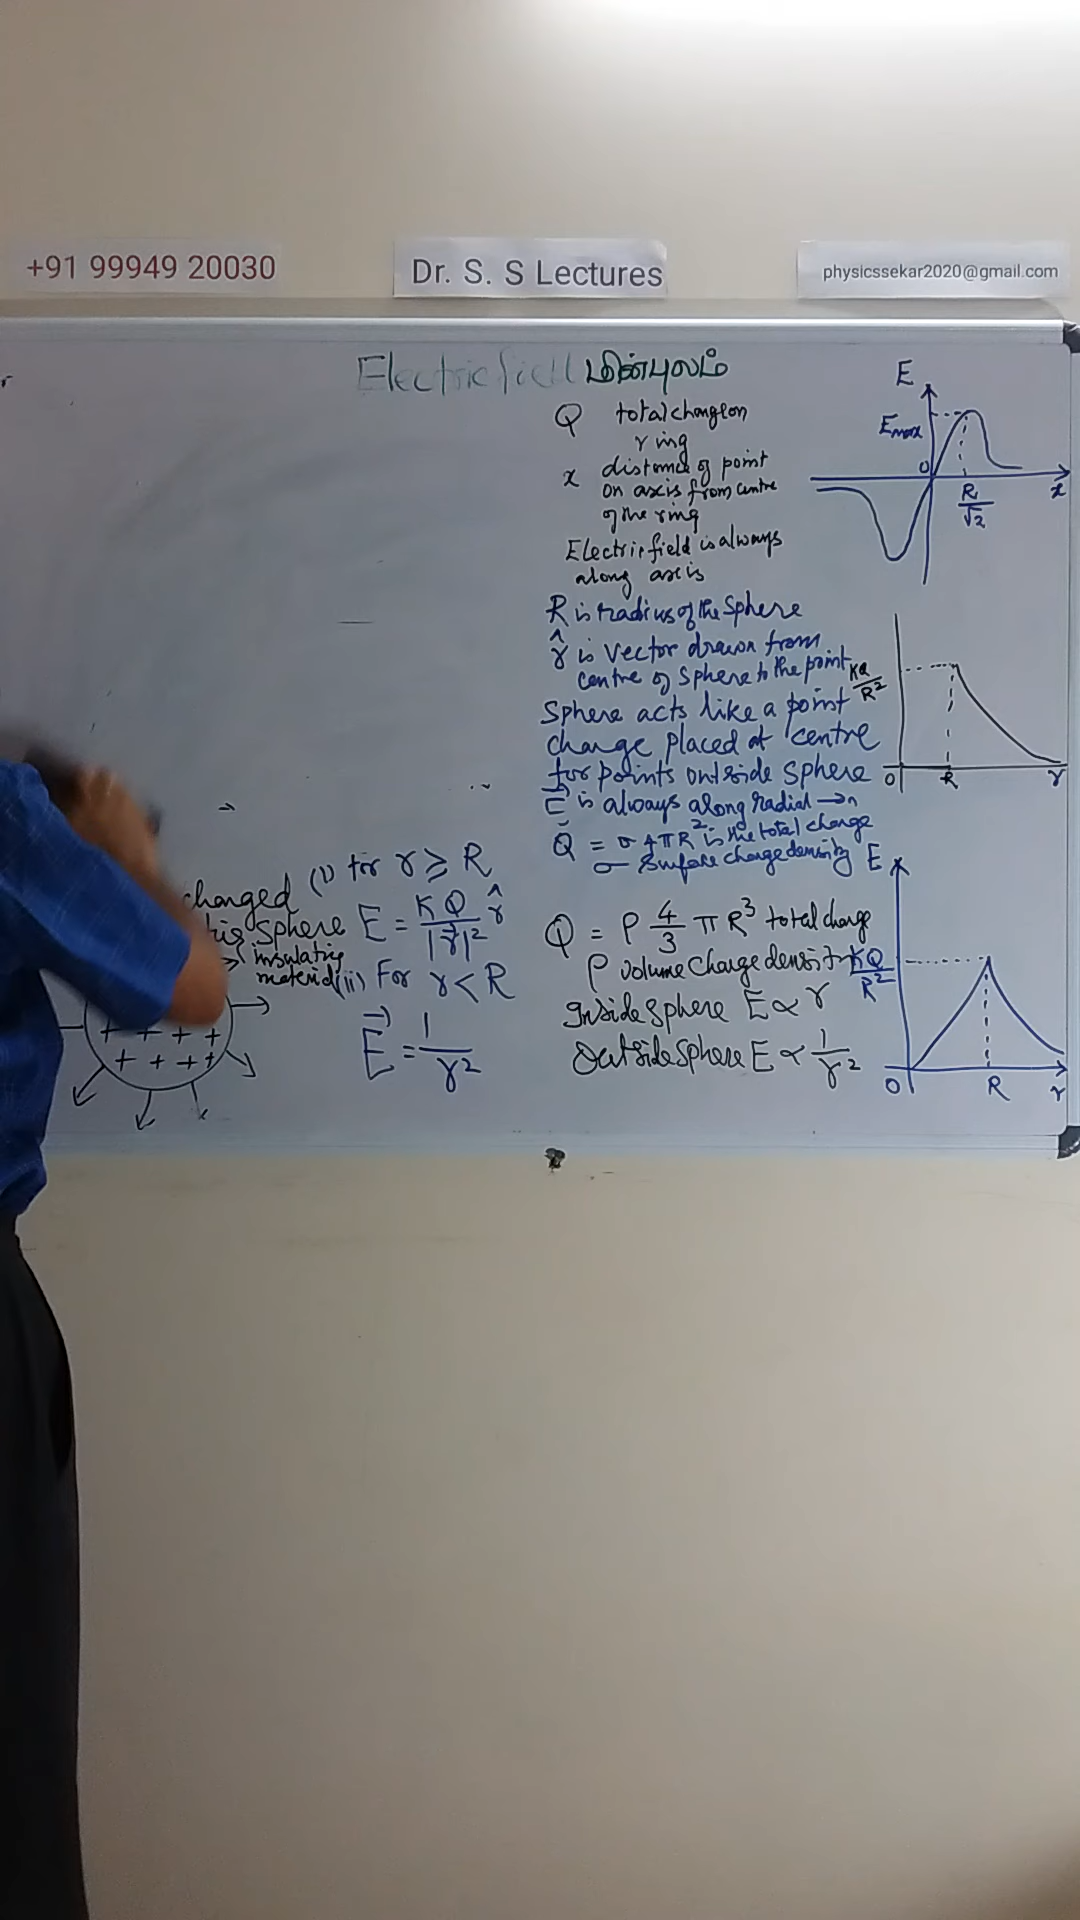 +91 99949 20030
Dr. S. S Lectures
physicssekar2020@gmail.com
Electric field மின்புலம்
Q total charge on
ring
x distance of point
on axis from centre
of the ring
Electric field is always
along axis
E
Emax
O
R/√2
x
R is radius of the Sphere
r̂ is vector drawn from
centre of Sphere to the point
Sphere acts like a point
charge placed at centre
for points outside sphere
E⃗ is always along radial →n
Q = σ 4πR² is the total charge
σ – Surface charge density
KQ/R²
O
R
r
charged
sphere
insulating
material
(i) for r ≥ R
E = KQ/|r⃗|² r̂
(ii) For r < R
E⃗ = 1/r²
+ + + +
+ + + +
Q = ρ 4/3 π R³ total charge
ρ volume charge density
Inside sphere E ∝ r
Outside sphere E ∝ 1/r²
E
KQ/R²
O
R
r